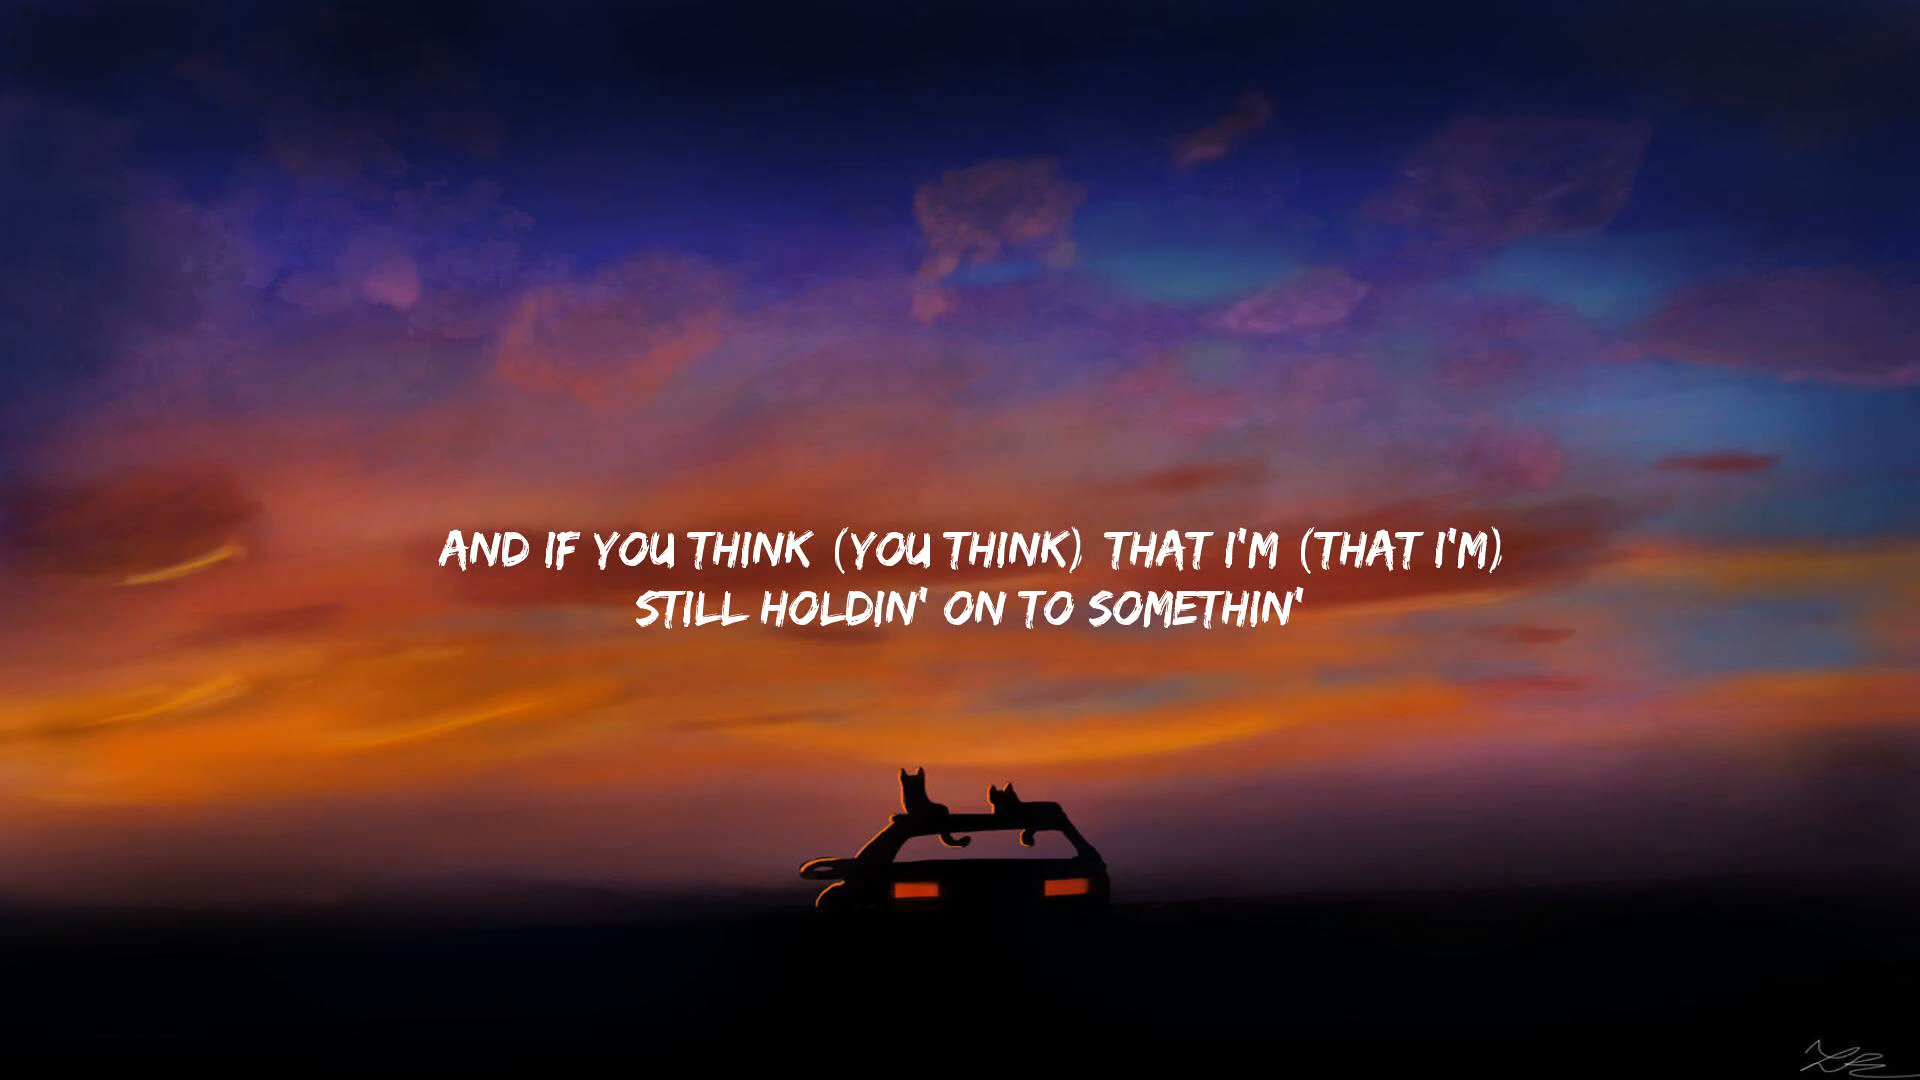 AND IF YOU THINK (YOU THINK) THAT I'M (THAT I'M)
STILL HOLDIN' ON TO SOMETHIN'